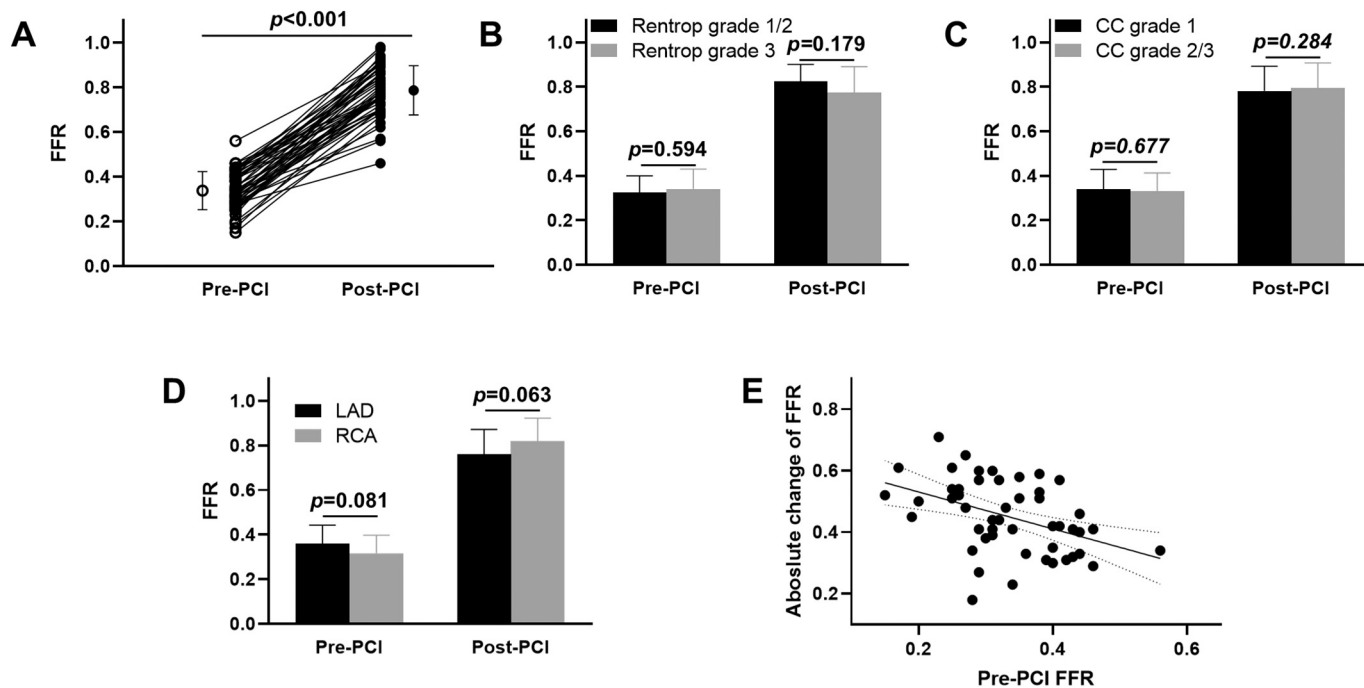 A
p<0.001
FFR
1.0
0.8
0.6
0.4
0.2
0.0
Pre-PCI
Post-PCI
B
Rentrop grade 1/2
Rentrop grade 3
p=0.179
p=0.594
FFR
1.0
0.8
0.6
0.4
0.2
0.0
Pre-PCI
Post-PCI
C
CC grade 1
CC grade 2/3
p=0.284
p=0.677
FFR
1.0
0.8
0.6
0.4
0.2
0.0
Pre-PCI
Post-PCI
D
LAD
RCA
p=0.063
p=0.081
FFR
1.0
0.8
0.6
0.4
0.2
0.0
Pre-PCI
Post-PCI
E
Aboslute change of FFR
0.8
0.6
0.4
0.2
0.2
0.4
0.6
Pre-PCI FFR